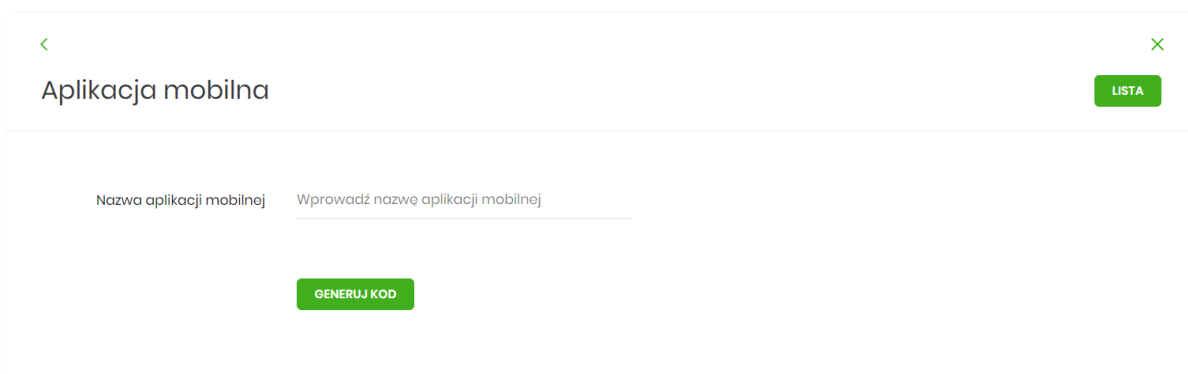 Aplikacja mobilna
LISTA
Nazwa aplikacji mobilnej
Wprowadź nazwę aplikacji mobilnej
GENERUJ KOD